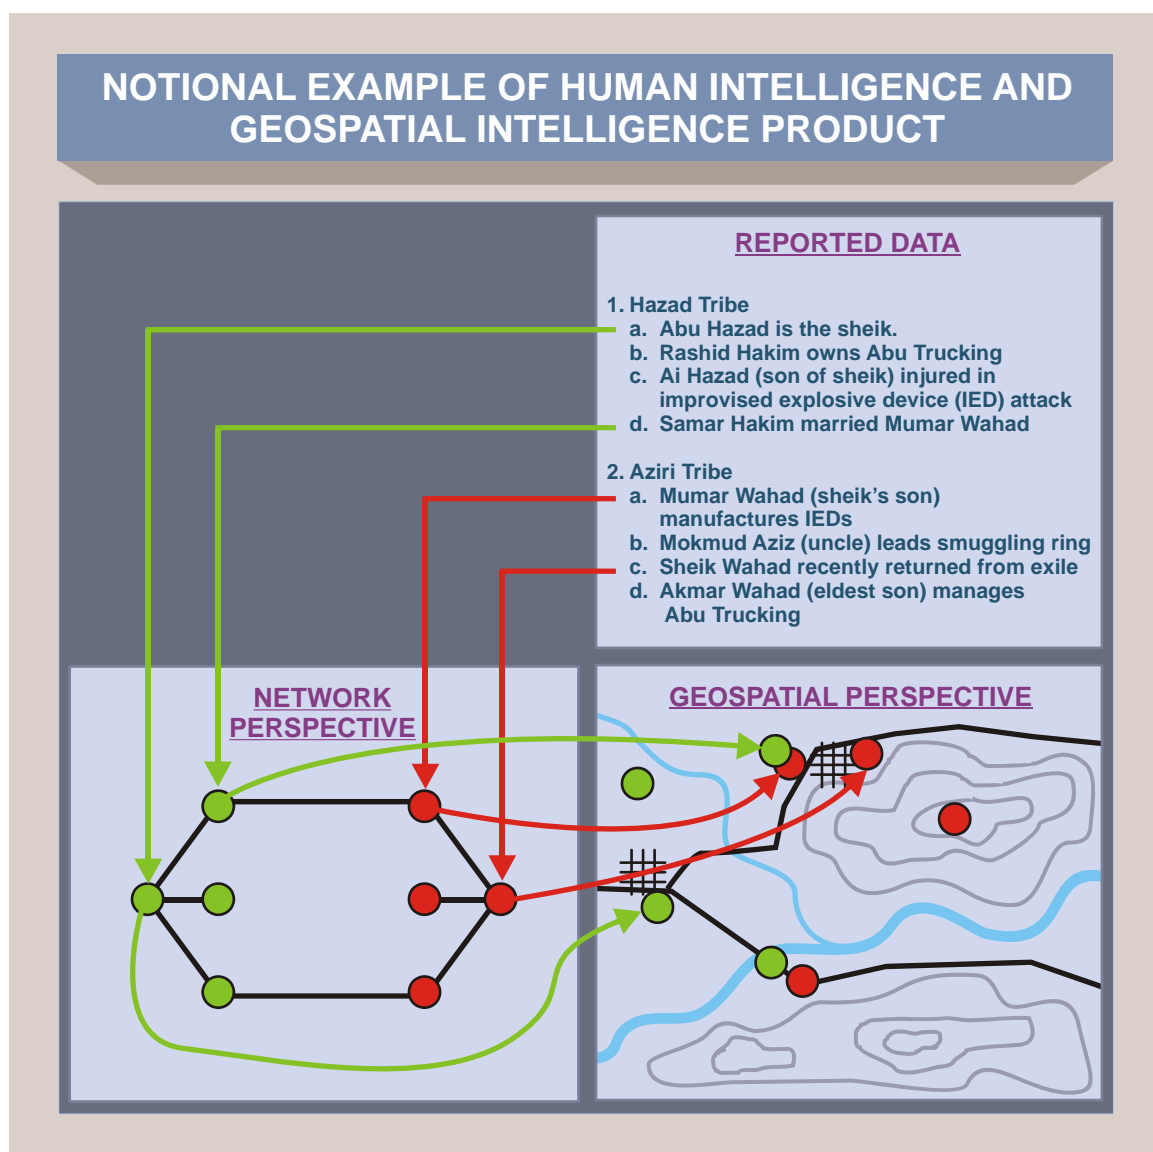 NOTIONAL EXAMPLE OF HUMAN INTELLIGENCE AND
GEOSPATIAL INTELLIGENCE PRODUCT
REPORTED DATA
1. Hazad Tribe
a. Abu Hazad is the sheik.
b. Rashid Hakim owns Abu Trucking
c. Ai Hazad (son of sheik) injured in
improvised explosive device (IED) attack
d. Samar Hakim married Mumar Wahad
2. Aziri Tribe
a. Mumar Wahad (sheik's son)
manufactures IEDs
b. Mokmud Aziz (uncle) leads smuggling ring
c. Sheik Wahad recently returned from exile
d. Akmar Wahad (eldest son) manages
Abu Trucking
NETWORK
PERSPECTIVE
GEOSPATIAL PERSPECTIVE